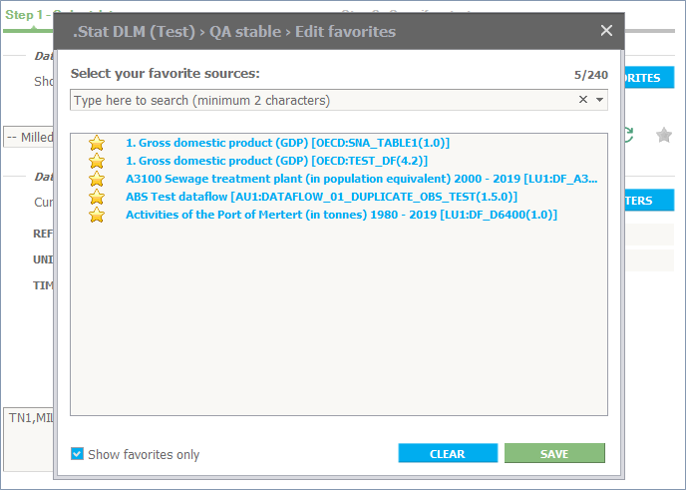 Step 1 -
.Stat DLM (Test) › QA stable › Edit favorites
Select your favorite sources:
5/240
Type here to search (minimum 2 characters)
1. Gross domestic product (GDP) [OECD:SNA_TABLE1(1.0)]
1. Gross domestic product (GDP) [OECD:TEST_DF(4.2)]
A3100 Sewage treatment plant (in population equivalent) 2000 - 2019 [LU1:DF_A3...
ABS Test dataflow [AU1:DATAFLOW_01_DUPLICATE_OBS_TEST(1.5.0)]
Activities of the Port of Mertert (in tonnes) 1980 - 2019 [LU1:DF_D6400(1.0)]
Show favorites only
CLEAR
SAVE
Dat
Sho
ORITES
-- Milled
Dat
Cur
TERS
REF
UNI
TIM
TN1,MIL